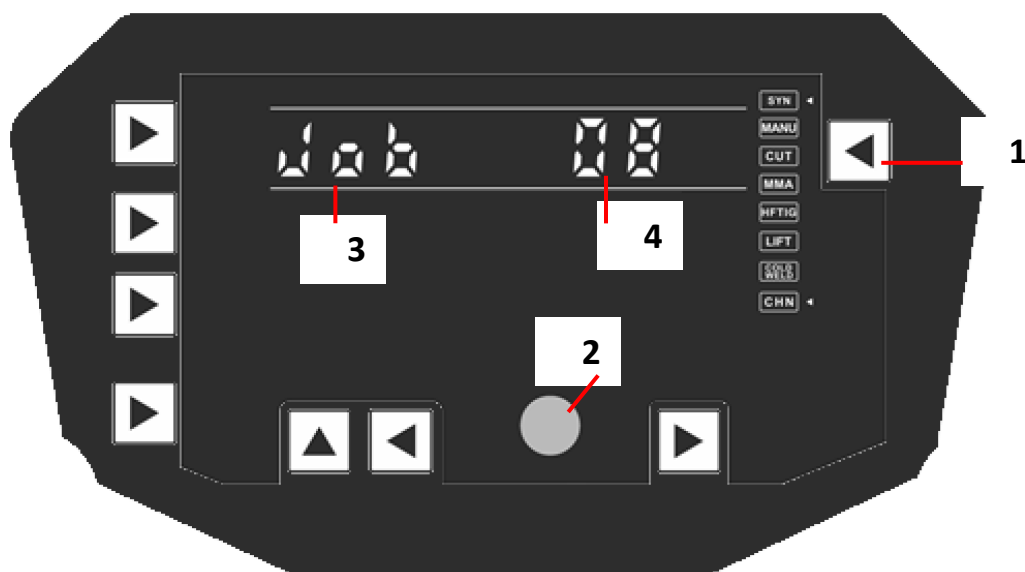 SYN
MANU
1
Job 08
CUT
MMA
HFTIG
3
4
LIFT
COLD
WELD
CHN
2